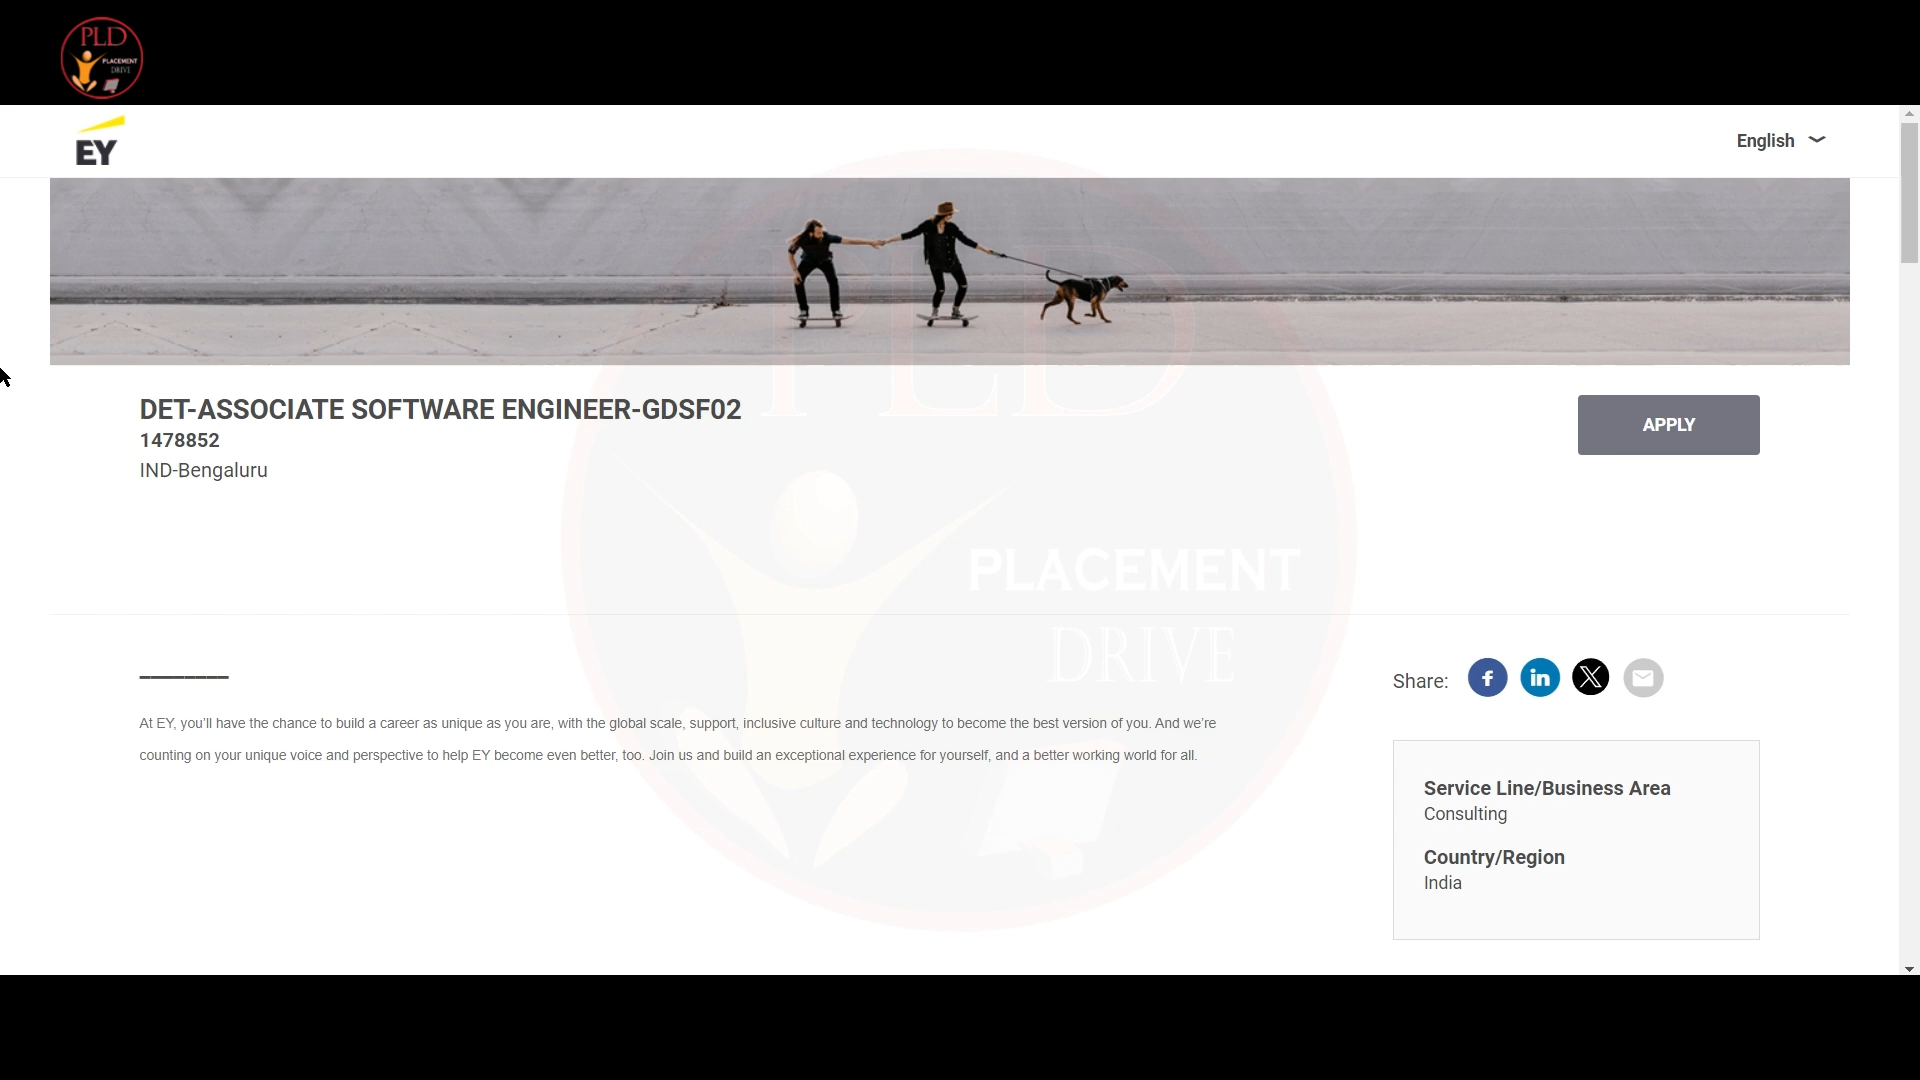 PLD
PLACEMENT
DRIVE
EY
English
PLD
DET-ASSOCIATE SOFTWARE ENGINEER-GDSF02
APPLY
1478852
IND-Bengaluru
PLACEMENT
DRIVE
Share:
f
in
X
At EY, you'll have the chance to build a career as unique as you are, with the global scale, support, inclusive culture and technology to become the best version of you. And we're
counting on your unique voice and perspective to help EY become even better, too. Join us and build an exceptional experience for yourself, and a better working world for all.
Service Line/Business Area
Consulting
Country/Region
India